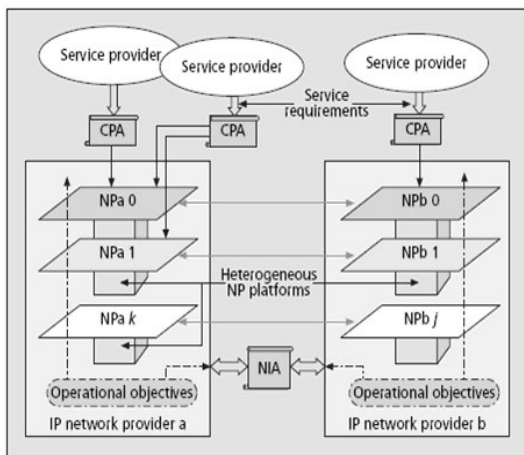 Service provider
Service provider
Service provider
Service
requirements
CPA
CPA
CPA
NPa 0
NPb 0
NPa 1
NPb 1
Heterogeneous
NP platforms
NPa k
NPb j
NIA
Operational objectives
Operational objectives
IP network provider a
IP network provider b